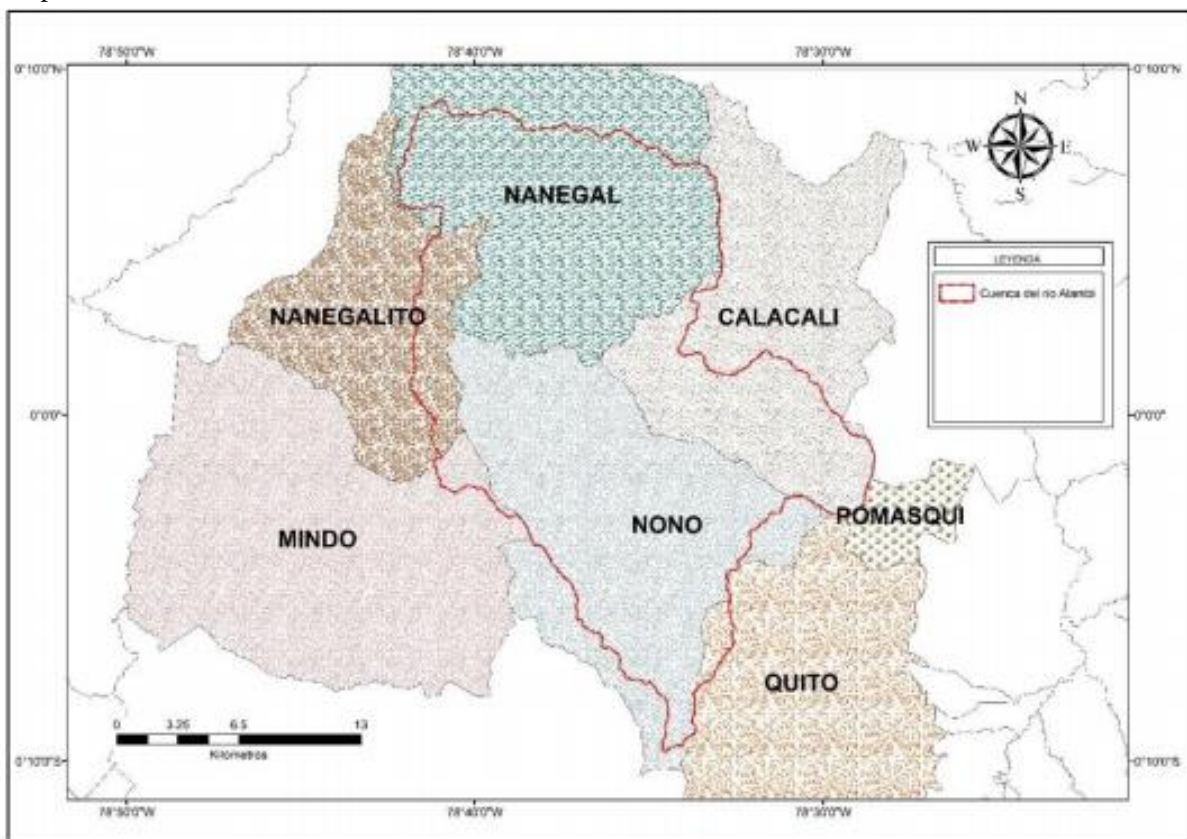 78°50'0"W 78°40'0"W 78°30'0"W
0°10'0"N 0°10'0"N
N
W E
S
NANEGAL
LEYENDA
Cuenca del río Alambi
NANEGALITO
CALACALI
0°0'0" 0°0'0"
MINDO
NONO
POMASQUI
QUITO
0 3.25 6.5 13
Kilometros
0°10'0"S 0°10'0"S
78°50'0"W 78°40'0"W 78°30'0"W